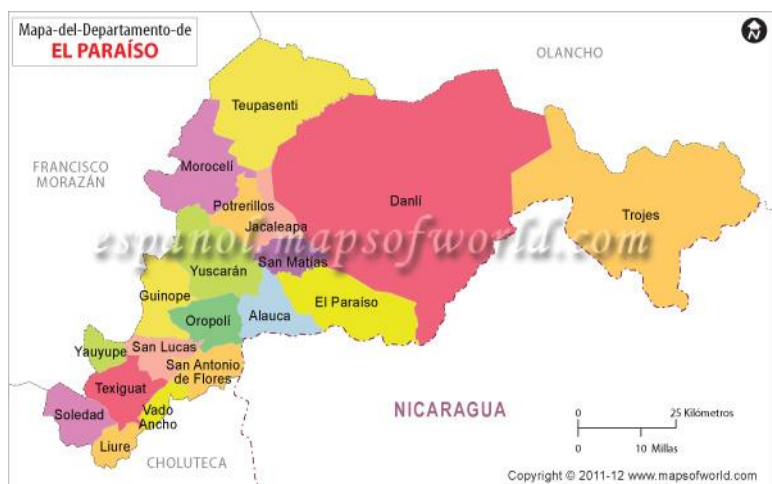 Mapa-del-Departamento-de
EL PARAÍSO
OLANCHO
Teupasenti
FRANCISCO
MORAZÁN
Morocelí
Potrerillos
Danlí
Jacaleapa
Trojes
espanol.mapsofworld.com
San Matías
Yuscarán
Guinope
El Paraíso
Oropolí
Alauca
Yauyupe
San Lucas
San Antonio
de Flores
Texiguat
Soledad
Vado
Ancho
Liure
NICARAGUA
CHOLUTECA
0 25 Kilómetros
0 10 Millas
N
Copyright © 2011-12 www.mapsofworld.com